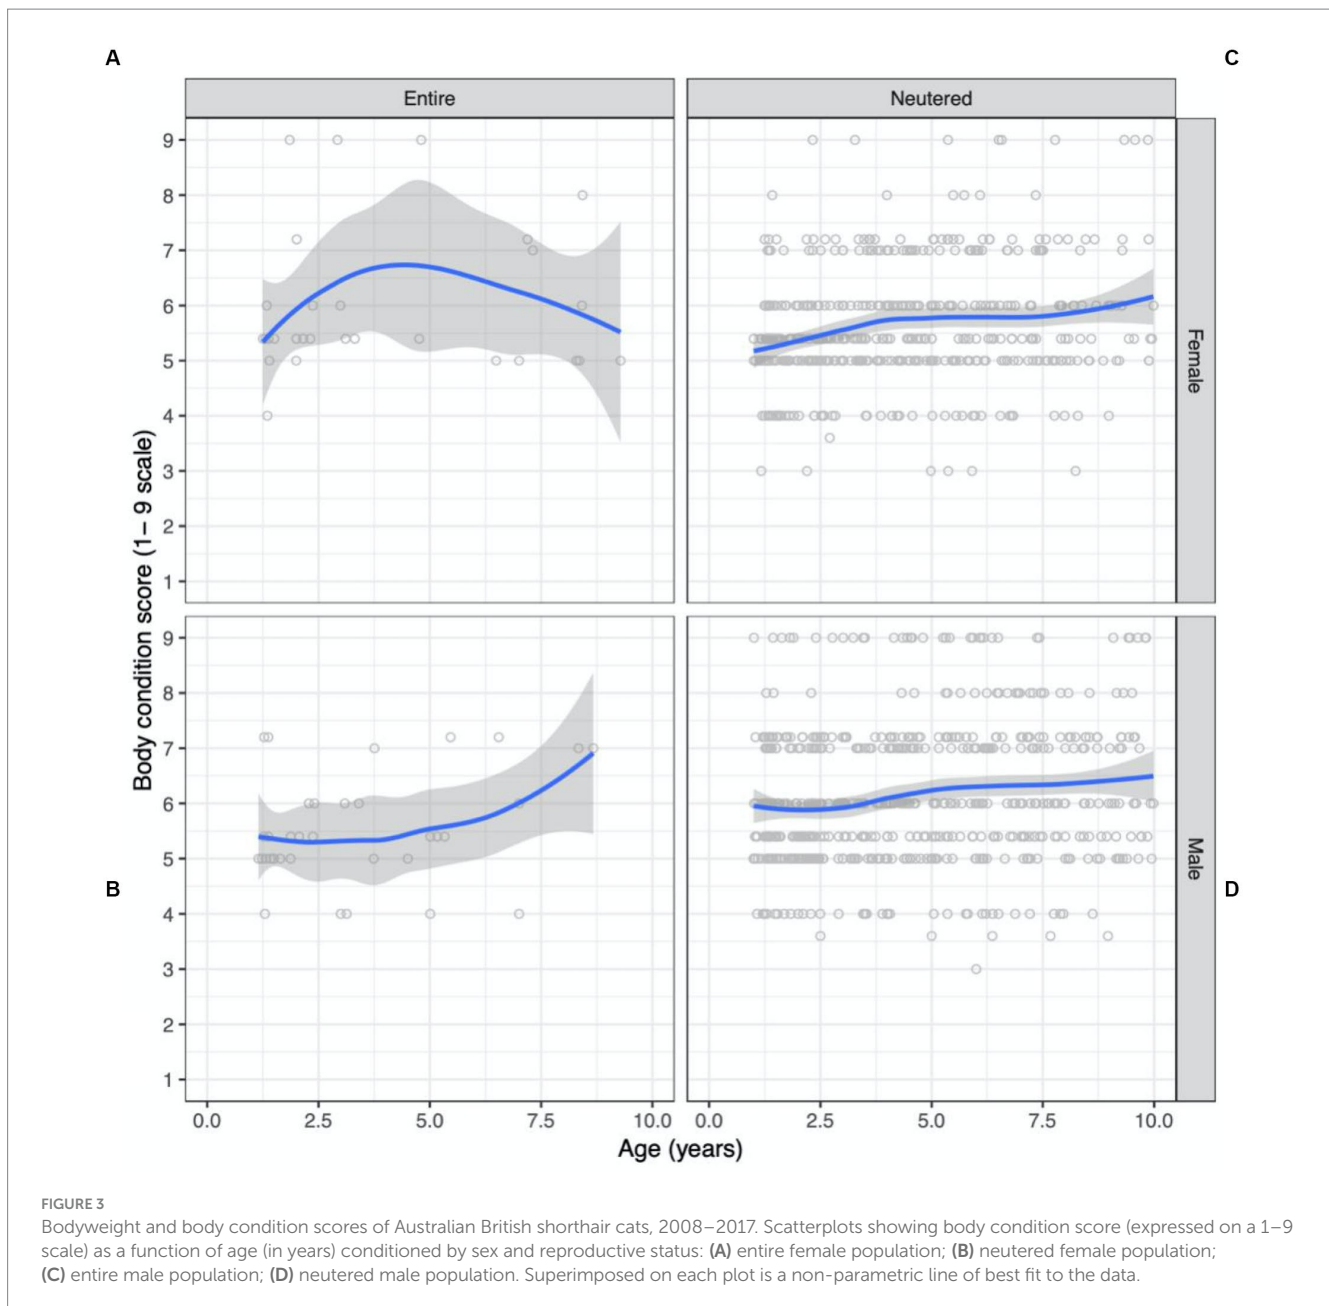 A
C
Entire
Neutered
9
8
7
6
5
4
3
2
1
Female
Body condition score (1– 9 scale)
9
8
7
6
5
4
3
2
1
Male
B
D
0.0 2.5 5.0 7.5 10.0
0.0 2.5 5.0 7.5 10.0
Age (years)
FIGURE 3
Bodyweight and body condition scores of Australian British shorthair cats, 2008–2017. Scatterplots showing body condition score (expressed on a 1–9
scale) as a function of age (in years) conditioned by sex and reproductive status: (A) entire female population; (B) neutered female population;
(C) entire male population; (D) neutered male population. Superimposed on each plot is a non-parametric line of best fit to the data.